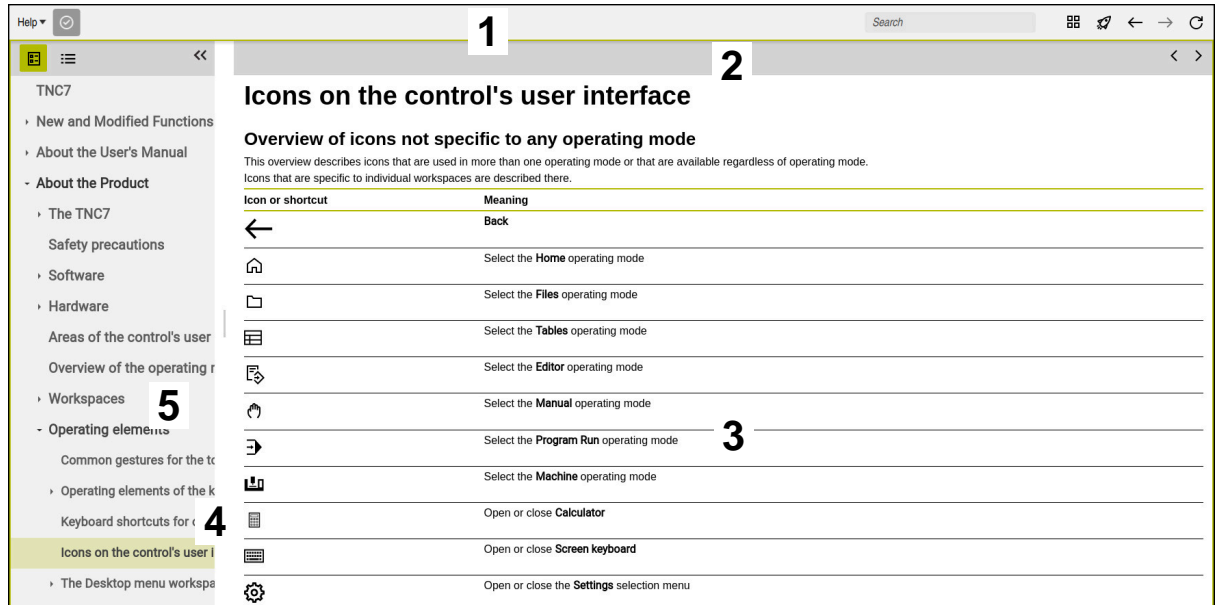 Help
Search
1
2
TNC7
New and Modified Functions
About the User's Manual
About the Product
The TNC7
Safety precautions
Software
Hardware
Areas of the control's user
Overview of the operating
Workspaces
5
Operating elements
Common gestures for the
Operating elements of the k
Keyboard shortcuts for
4
Icons on the control's user i
The Desktop menu workspa
Icons on the control's user interface
Overview of icons not specific to any operating mode
This overview describes icons that are used in more than one operating mode or that are available regardless of operating mode.
Icons that are specific to individual workspaces are described there.
Icon or shortcut Meaning
Back
Select the Home operating mode
Select the Files operating mode
Select the Tables operating mode
Select the Editor operating mode
Select the Manual operating mode
Select the Program Run operating mode
3
Select the Machine operating mode
Open or close Calculator
Open or close Screen keyboard
Open or close the Settings selection menu